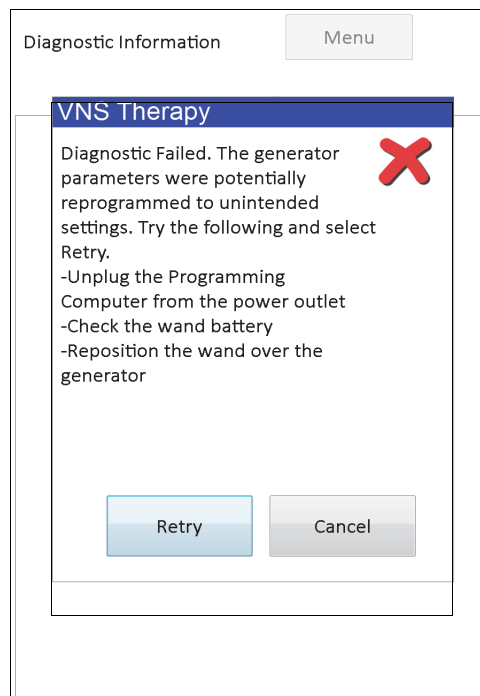 Diagnostic Information
Menu
VNS Therapy
Diagnostic Failed. The generator
parameters were potentially
reprogrammed to unintended
settings. Try the following and select
Retry.
-Unplug the Programming
Computer from the power outlet
-Check the wand battery
-Reposition the wand over the
generator
Retry
Cancel